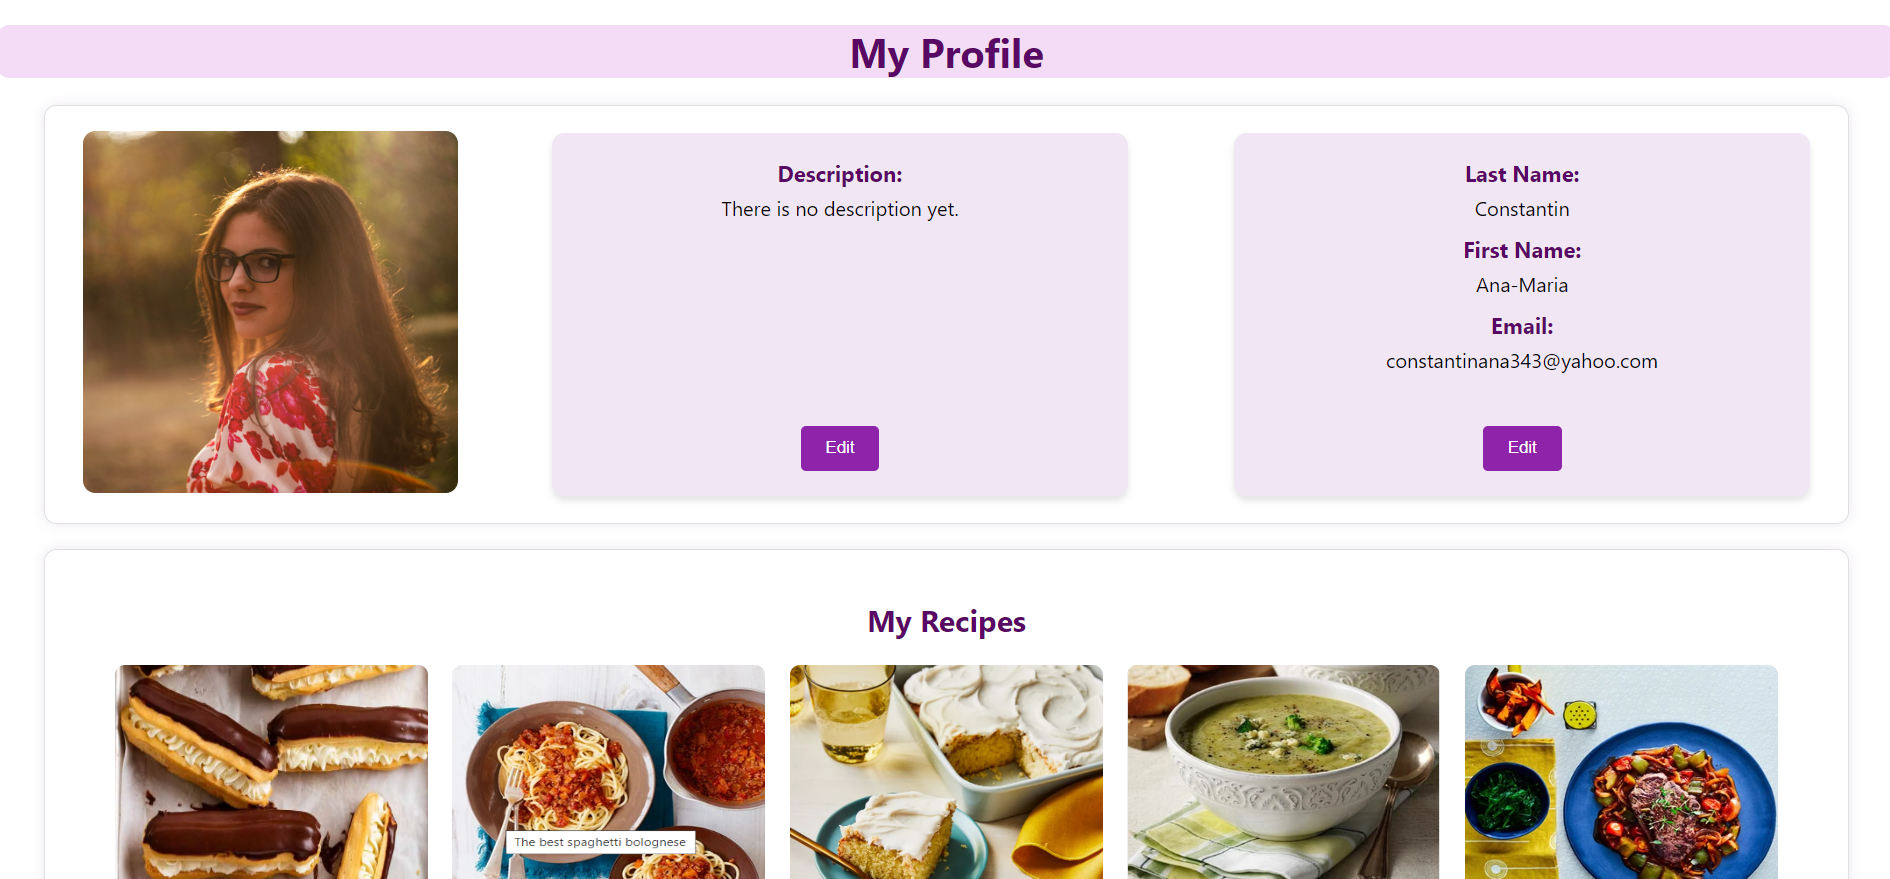 My Profile
Description:
There is no description yet.
Edit
Last Name:
Constantin
First Name:
Ana-Maria
Email:
constantinana343@yahoo.com
Edit
My Recipes
The best spaghetti bolognese